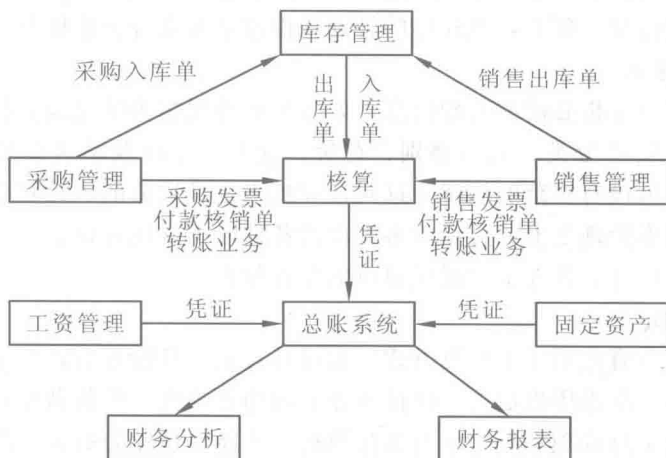 库存管理
采购入库单
出库单
入库单
销售出库单
采购管理
采购发票
付款核销单
转账业务
核算
销售发票
付款核销单
转账业务
销售管理
凭证
工资管理
凭证
总账系统
凭证
固定资产
财务分析
财务报表